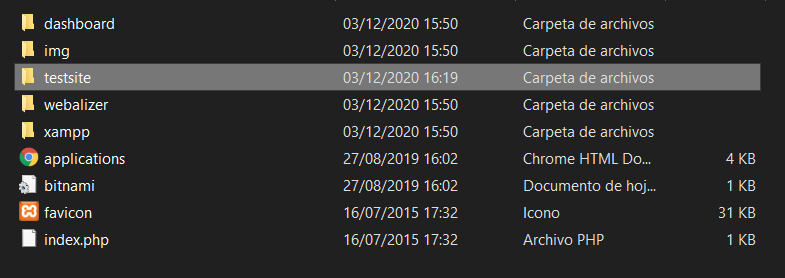 dashboard 03/12/2020 15:50 Carpeta de archivos
img 03/12/2020 15:50 Carpeta de archivos
testsite 03/12/2020 16:19 Carpeta de archivos
webalizer 03/12/2020 15:50 Carpeta de archivos
xampp 03/12/2020 15:50 Carpeta de archivos
applications 27/08/2019 16:02 Chrome HTML Do... 4 KB
bitnami 27/08/2019 16:02 Documento de hoj... 1 KB
favicon 16/07/2015 17:32 Icono 31 KB
index.php 16/07/2015 17:32 Archivo PHP 1 KB